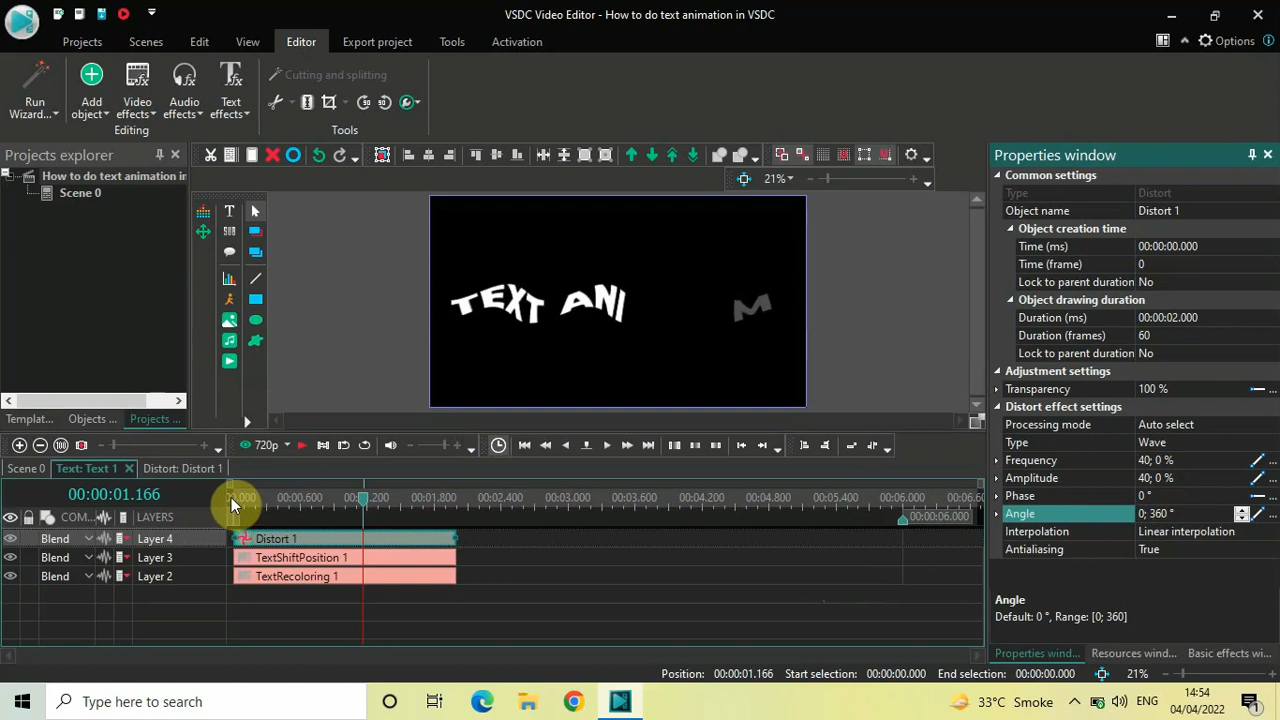 VSDC Video Editor - How to do text animation in VSDC
Projects Scenes Edit View Editor Export project Tools Activation Options
Run Wizard... Add object Video effects Audio effects Text effects
Editing
Cutting and splitting
Tools
Projects explorer
How to do text animation in
Scene 0
Templat... Objects ... Projects ...
21%
TEXT ANI M
720p
Scene 0 Text: Text 1 Distort: Distort 1
00:00:01.166
00:00.600 00:01.800 00:02.400 00:03.000 00:03.600 00:04.200 00:04.800 00:05.400 00:06.000 00:06.6
COM... LAYERS 00:00:06.000
Blend Layer 4 Distort 1
Blend Layer 3 TextShiftPosition 1
Blend Layer 2 TextRecoloring 1
Properties window
Common settings
Type Distort
Object name Distort 1
Object creation time
Time (ms) 00:00:00.000
Time (frame) 0
Lock to parent duration No
Object drawing duration
Duration (ms) 00:00:02.000
Duration (frames) 60
Lock to parent duration No
Adjustment settings
Transparency 100 %
Distort effect settings
Processing mode Auto select
Type Wave
Frequency 40; 0 %
Amplitude 40; 0 %
Phase 0 °
Angle 0; 360 °
Interpolation Linear interpolation
Antialising True
Angle
Default: 0 °, Range: [0; 360]
Properties wind... Resources wind... Basic effects wi...
Position: 00:00:01.166 Start selection: 00:00:00.000 End selection: 00:00:00.000 21%
Type here to search
33°C Smoke ENG
14:54
04/04/2022